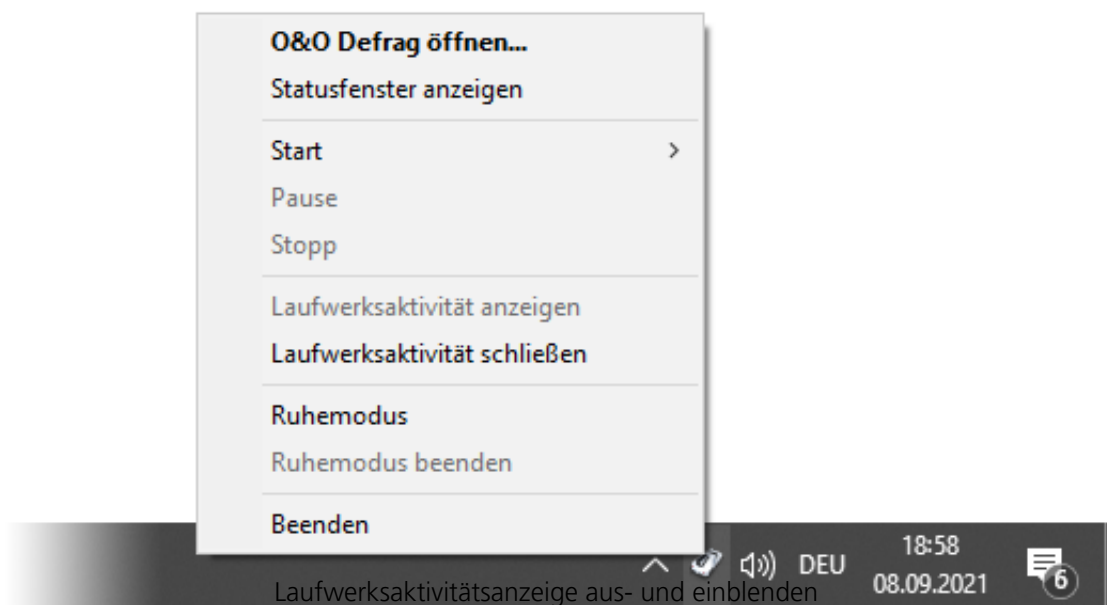 O&O Defrag öffnen...
Statusfenster anzeigen
Start
Pause
Stopp
Laufwerksaktivität anzeigen
Laufwerksaktivität schließen
Ruhemodus
Ruhemodus beenden
Beenden
DEU
18:58
08.09.2021
6
Laufwerksaktivitätsanzeige aus- und einblenden